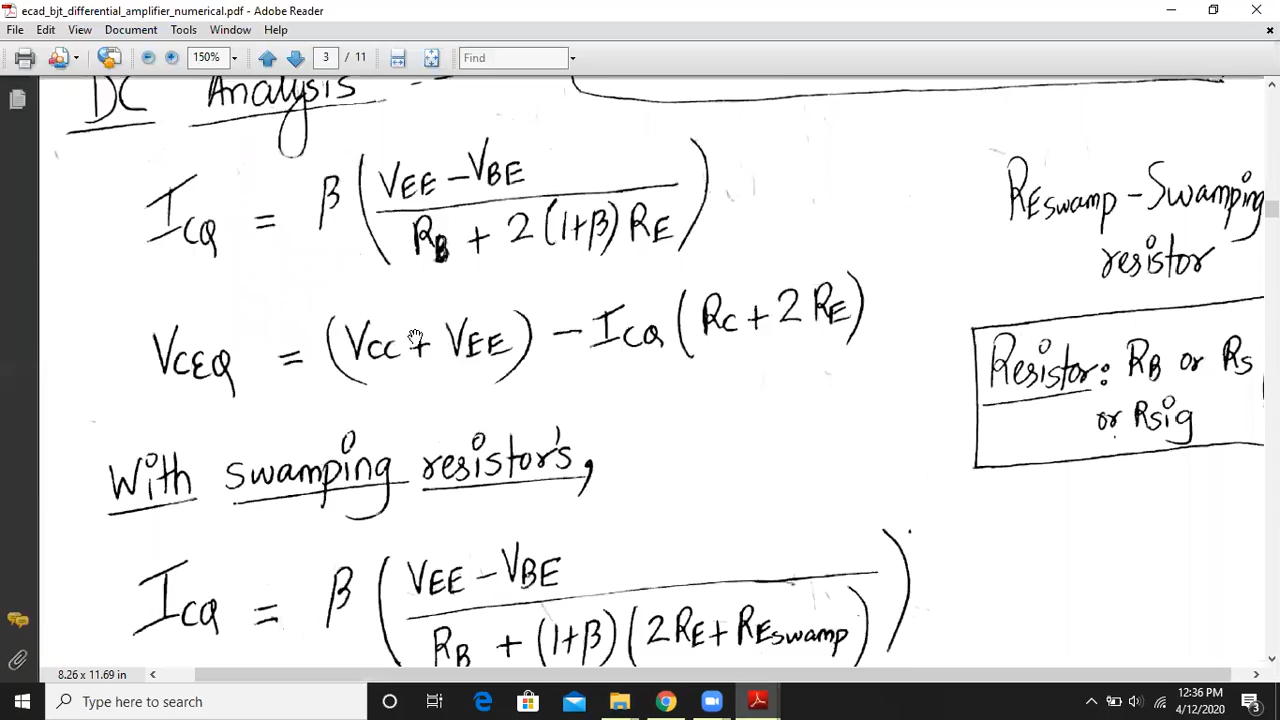 ecad_bjt_differential_amplifier_numerical.pdf - Adobe Reader
File Edit View Document Tools Window Help
3 / 11 150% Find
DC Analysis
ICQ = β ( VEE - VBE / RB + 2 (1+β) RE )
VCEQ = (VCC + VEE) - ICQ ( RC + 2 RE )
With swamping resistor's,
ICQ = β ( VEE - VBE / RB + (1+β) (2RE + REswamp) )
REswamp - Swamping
resistor
Resistor: RB or Rs
or Rsig
8.26 x 11.69 in
Type here to search
12:36 PM
4/12/2020
3